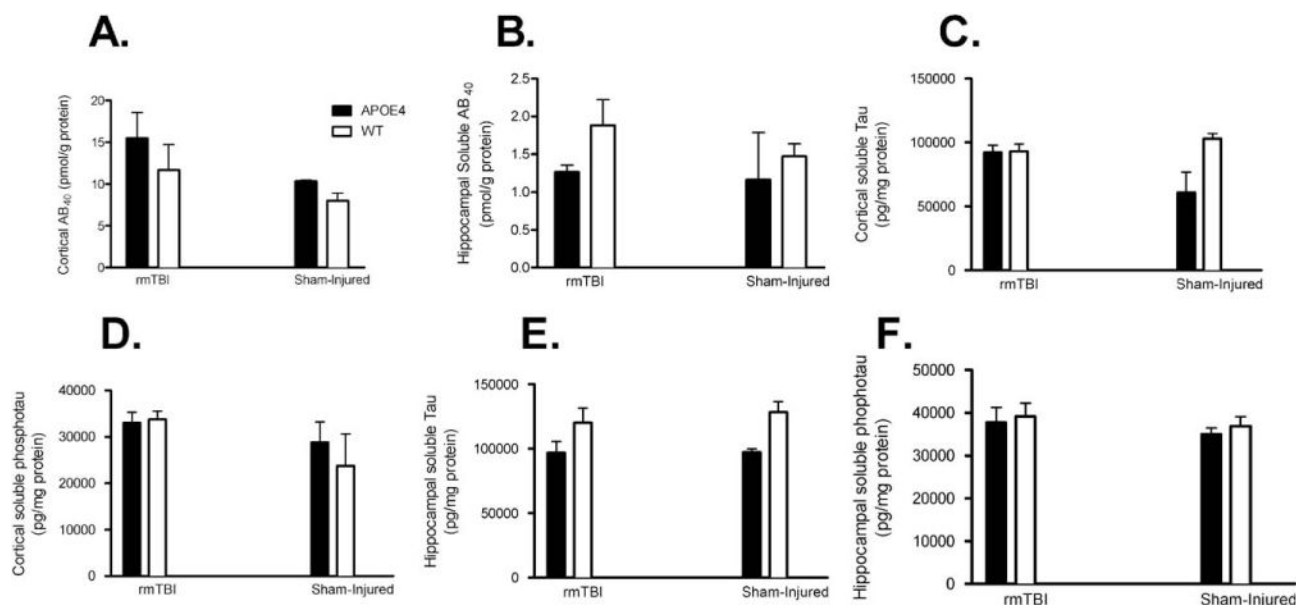 A.
Cortical AB40 (pmol/g protein)
20
15
10
5
0
rmTBI
Sham-Injured
APOE4
WT
B.
Hippocampal Soluble AB40
(pmol/g protein)
2.5
2.0
1.5
1.0
0.5
0.0
rmTBI
Sham-Injured
C.
Cortical soluble Tau
(pg/mg protein)
150000
100000
50000
0
rmTBI
Sham-Injured
D.
Cortical soluble phosphotau
(pg/mg protein)
40000
30000
20000
10000
0
rmTBI
Sham-Injured
E.
Hippocampal soluble Tau
(pg/mg protein)
150000
100000
50000
0
rmTBI
Sham-Injured
F.
Hippocampal soluble phophotau
(pg/mg protein)
50000
40000
30000
20000
10000
0
rmTBI
Sham-Injured